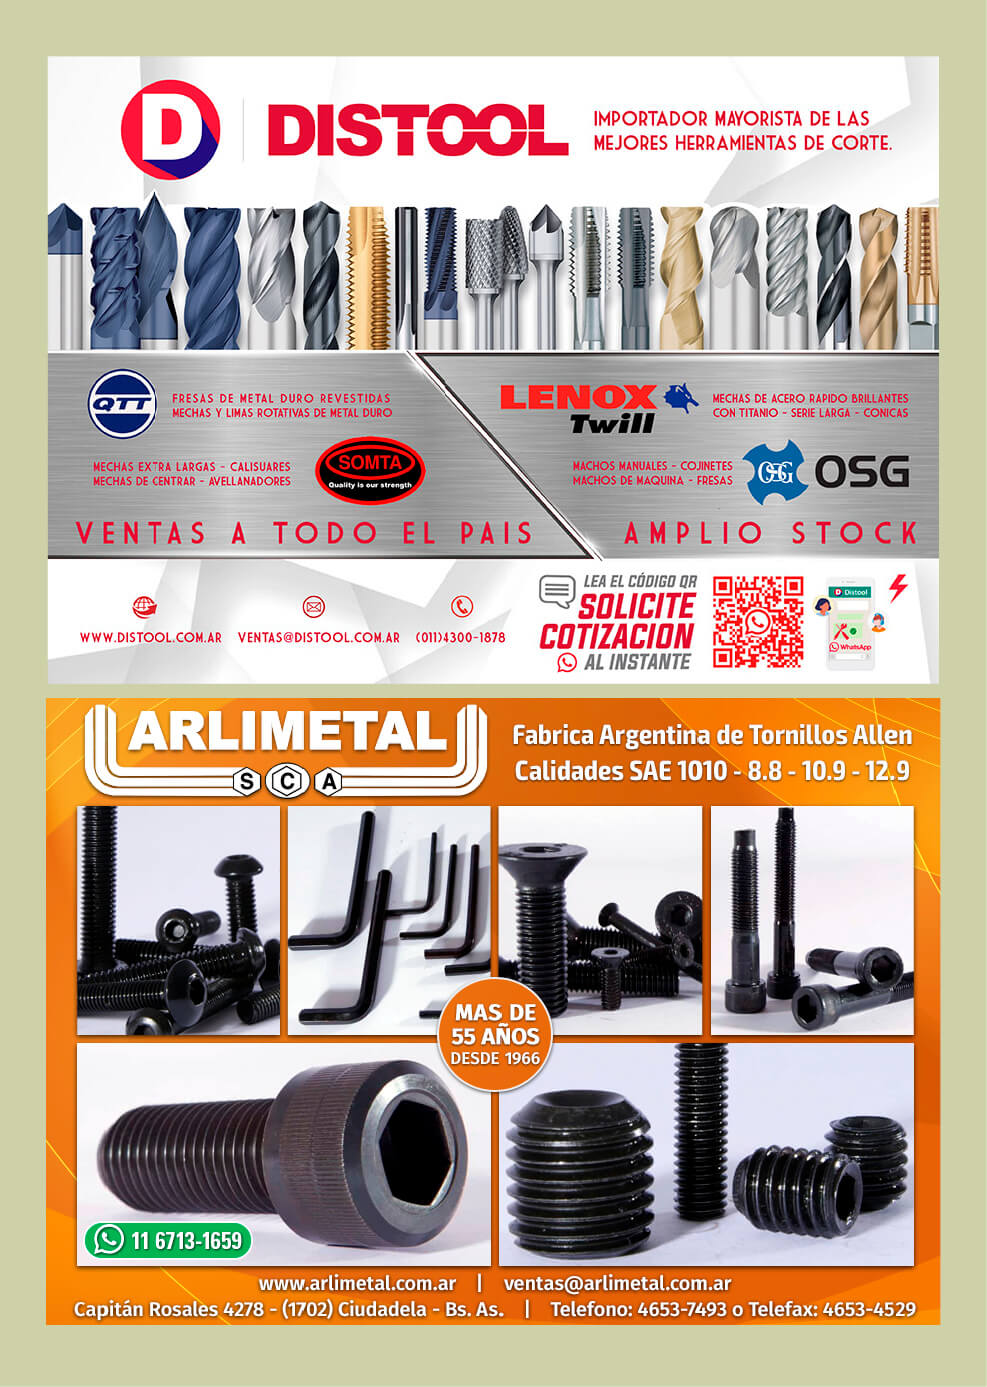 D
DISTOOL
IMPORTADOR MAYORISTA DE LAS
MEJORES HERRAMIENTAS DE CORTE.
QTT
FRESAS DE METAL DURO REVESTIDAS
MECHAS Y LIMAS ROTATIVAS DE METAL DURO
LENOX
Twill
MECHAS DE ACERO RAPIDO BRILLANTES
CON TITANIO - SERIE LARGA - CONICAS
MECHAS EXTRA LARGAS - CALISUARES
MECHAS DE CENTRAR - AVELLANADORES
SOMTA
Quality is our strength
MACHOS MANUALES - COJINETES
MACHOS DE MAQUINA - FRESAS
OSG
OSG
VENTAS A TODO EL PAIS
AMPLIO STOCK
WWW.DISTOOL.COM.AR
VENTAS@DISTOOL.COM.AR
(011)4300-1878
LEA EL CÓDIGO QR
SOLICITE
COTIZACION
AL INSTANTE
D Distool
WhatsApp
ARLIMETAL
S C A
Fabrica Argentina de Tornillos Allen
Calidades SAE 1010 - 8.8 - 10.9 - 12.9
MAS DE
55 AÑOS
DESDE 1966
11 6713-1659
www.arlimetal.com.ar | ventas@arlimetal.com.ar
Capitán Rosales 4278 - (1702) Ciudadela - Bs. As. | Telefono: 4653-7493 o Telefax: 4653-4529